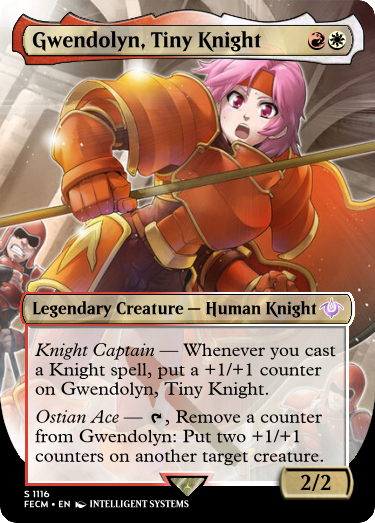 Gwendolyn, Tiny Knight
Legendary Creature — Human Knight
Knight Captain — Whenever you cast
a Knight spell, put a +1/+1 counter
on Gwendolyn, Tiny Knight.
Ostian Ace — , Remove a counter
from Gwendolyn: Put two +1/+1
counters on another target creature.
2/2
S 1116
FECM • EN INTELLIGENT SYSTEMS